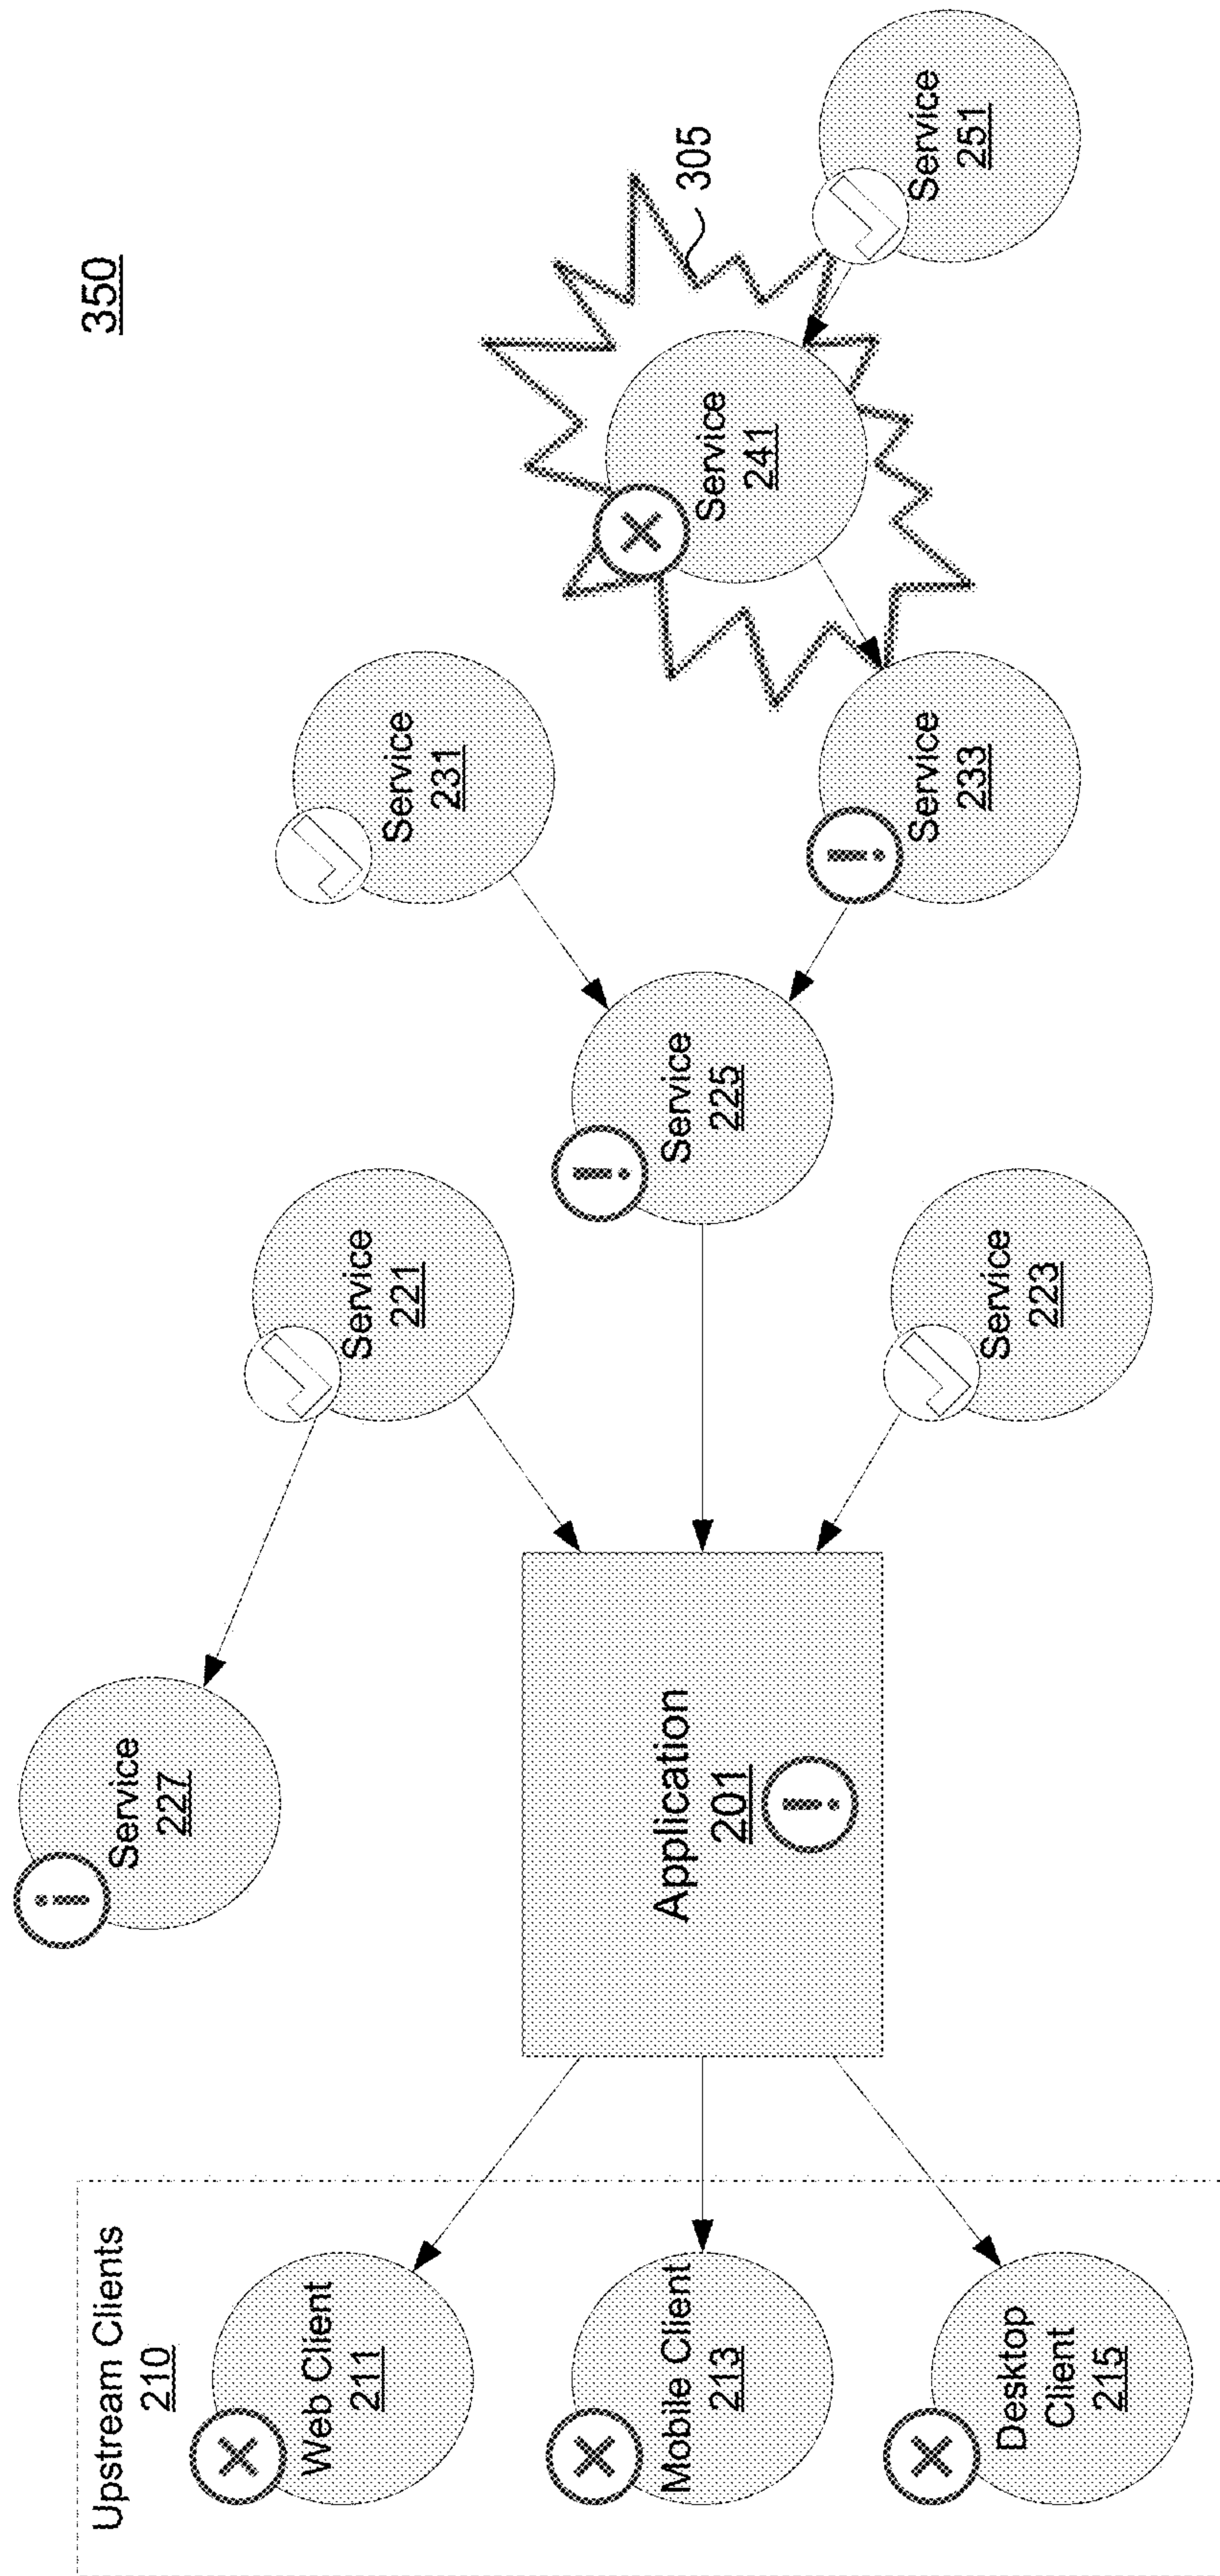 350
Upstream Clients
210
Web Client
211
Mobile Client
213
Desktop
Client
215
Application
201
Service
227
Service
221
Service
223
Service
225
Service
231
Service
233
Service
241
305
Service
251